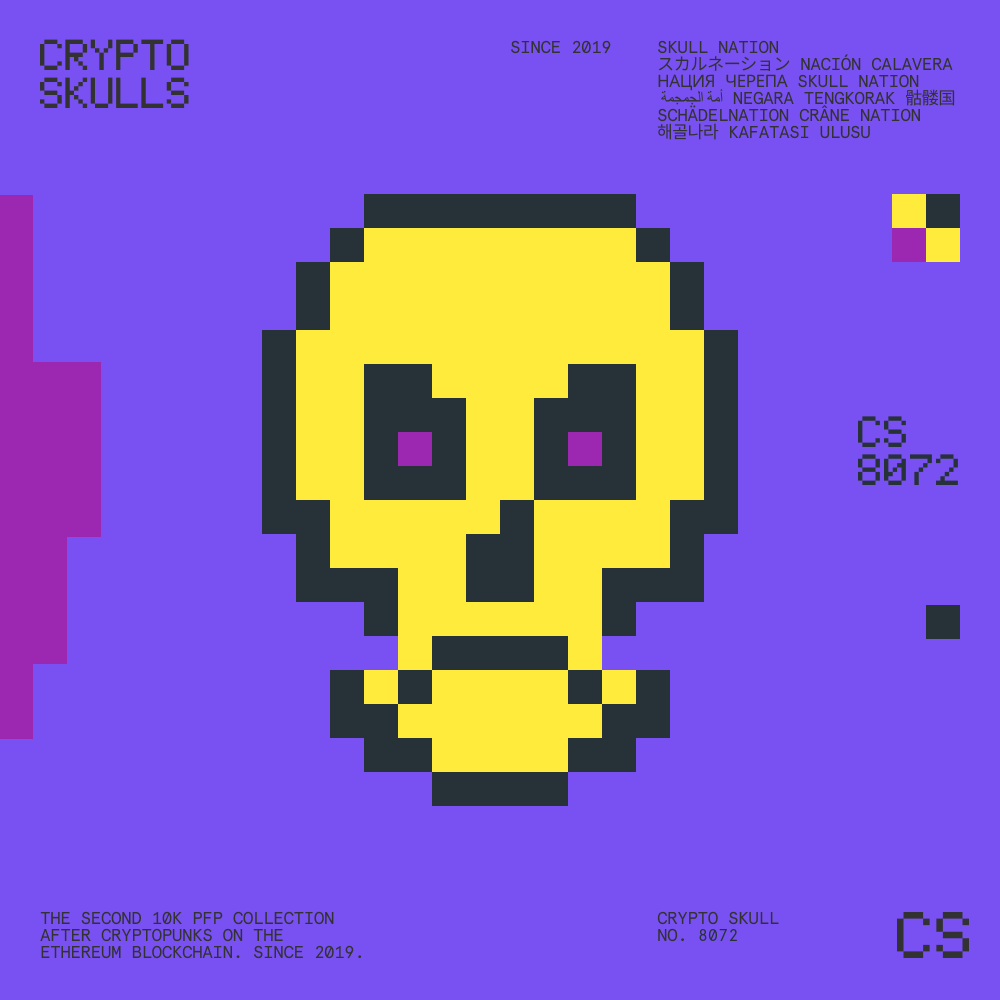 CRYPTO
SKULLS
SINCE 2019
SKULL NATION
スカルネーション NACIÓN CALAVERA
НАЦИЯ ЧЕРЕПА SKULL NATION
أمة الجمجمة NEGARA TENGKORAK 骷髅国
SCHÄDELNATION CRÂNE NATION
해골나라 KAFATASI ULUSU
CS
8072
THE SECOND 10K PFP COLLECTION
AFTER CRYPTOPUNKS ON THE
ETHEREUM BLOCKCHAIN. SINCE 2019.
CRYPTO SKULL
NO. 8072
CS